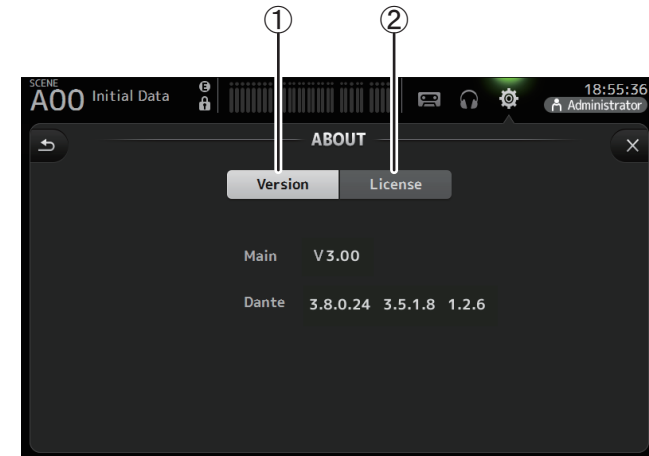 ① ②
SCENE
A00 Initial Data E 18:55:36
Administrator
ABOUT
Version License
Main V3.00
Dante 3.8.0.24 3.5.1.8 1.2.6